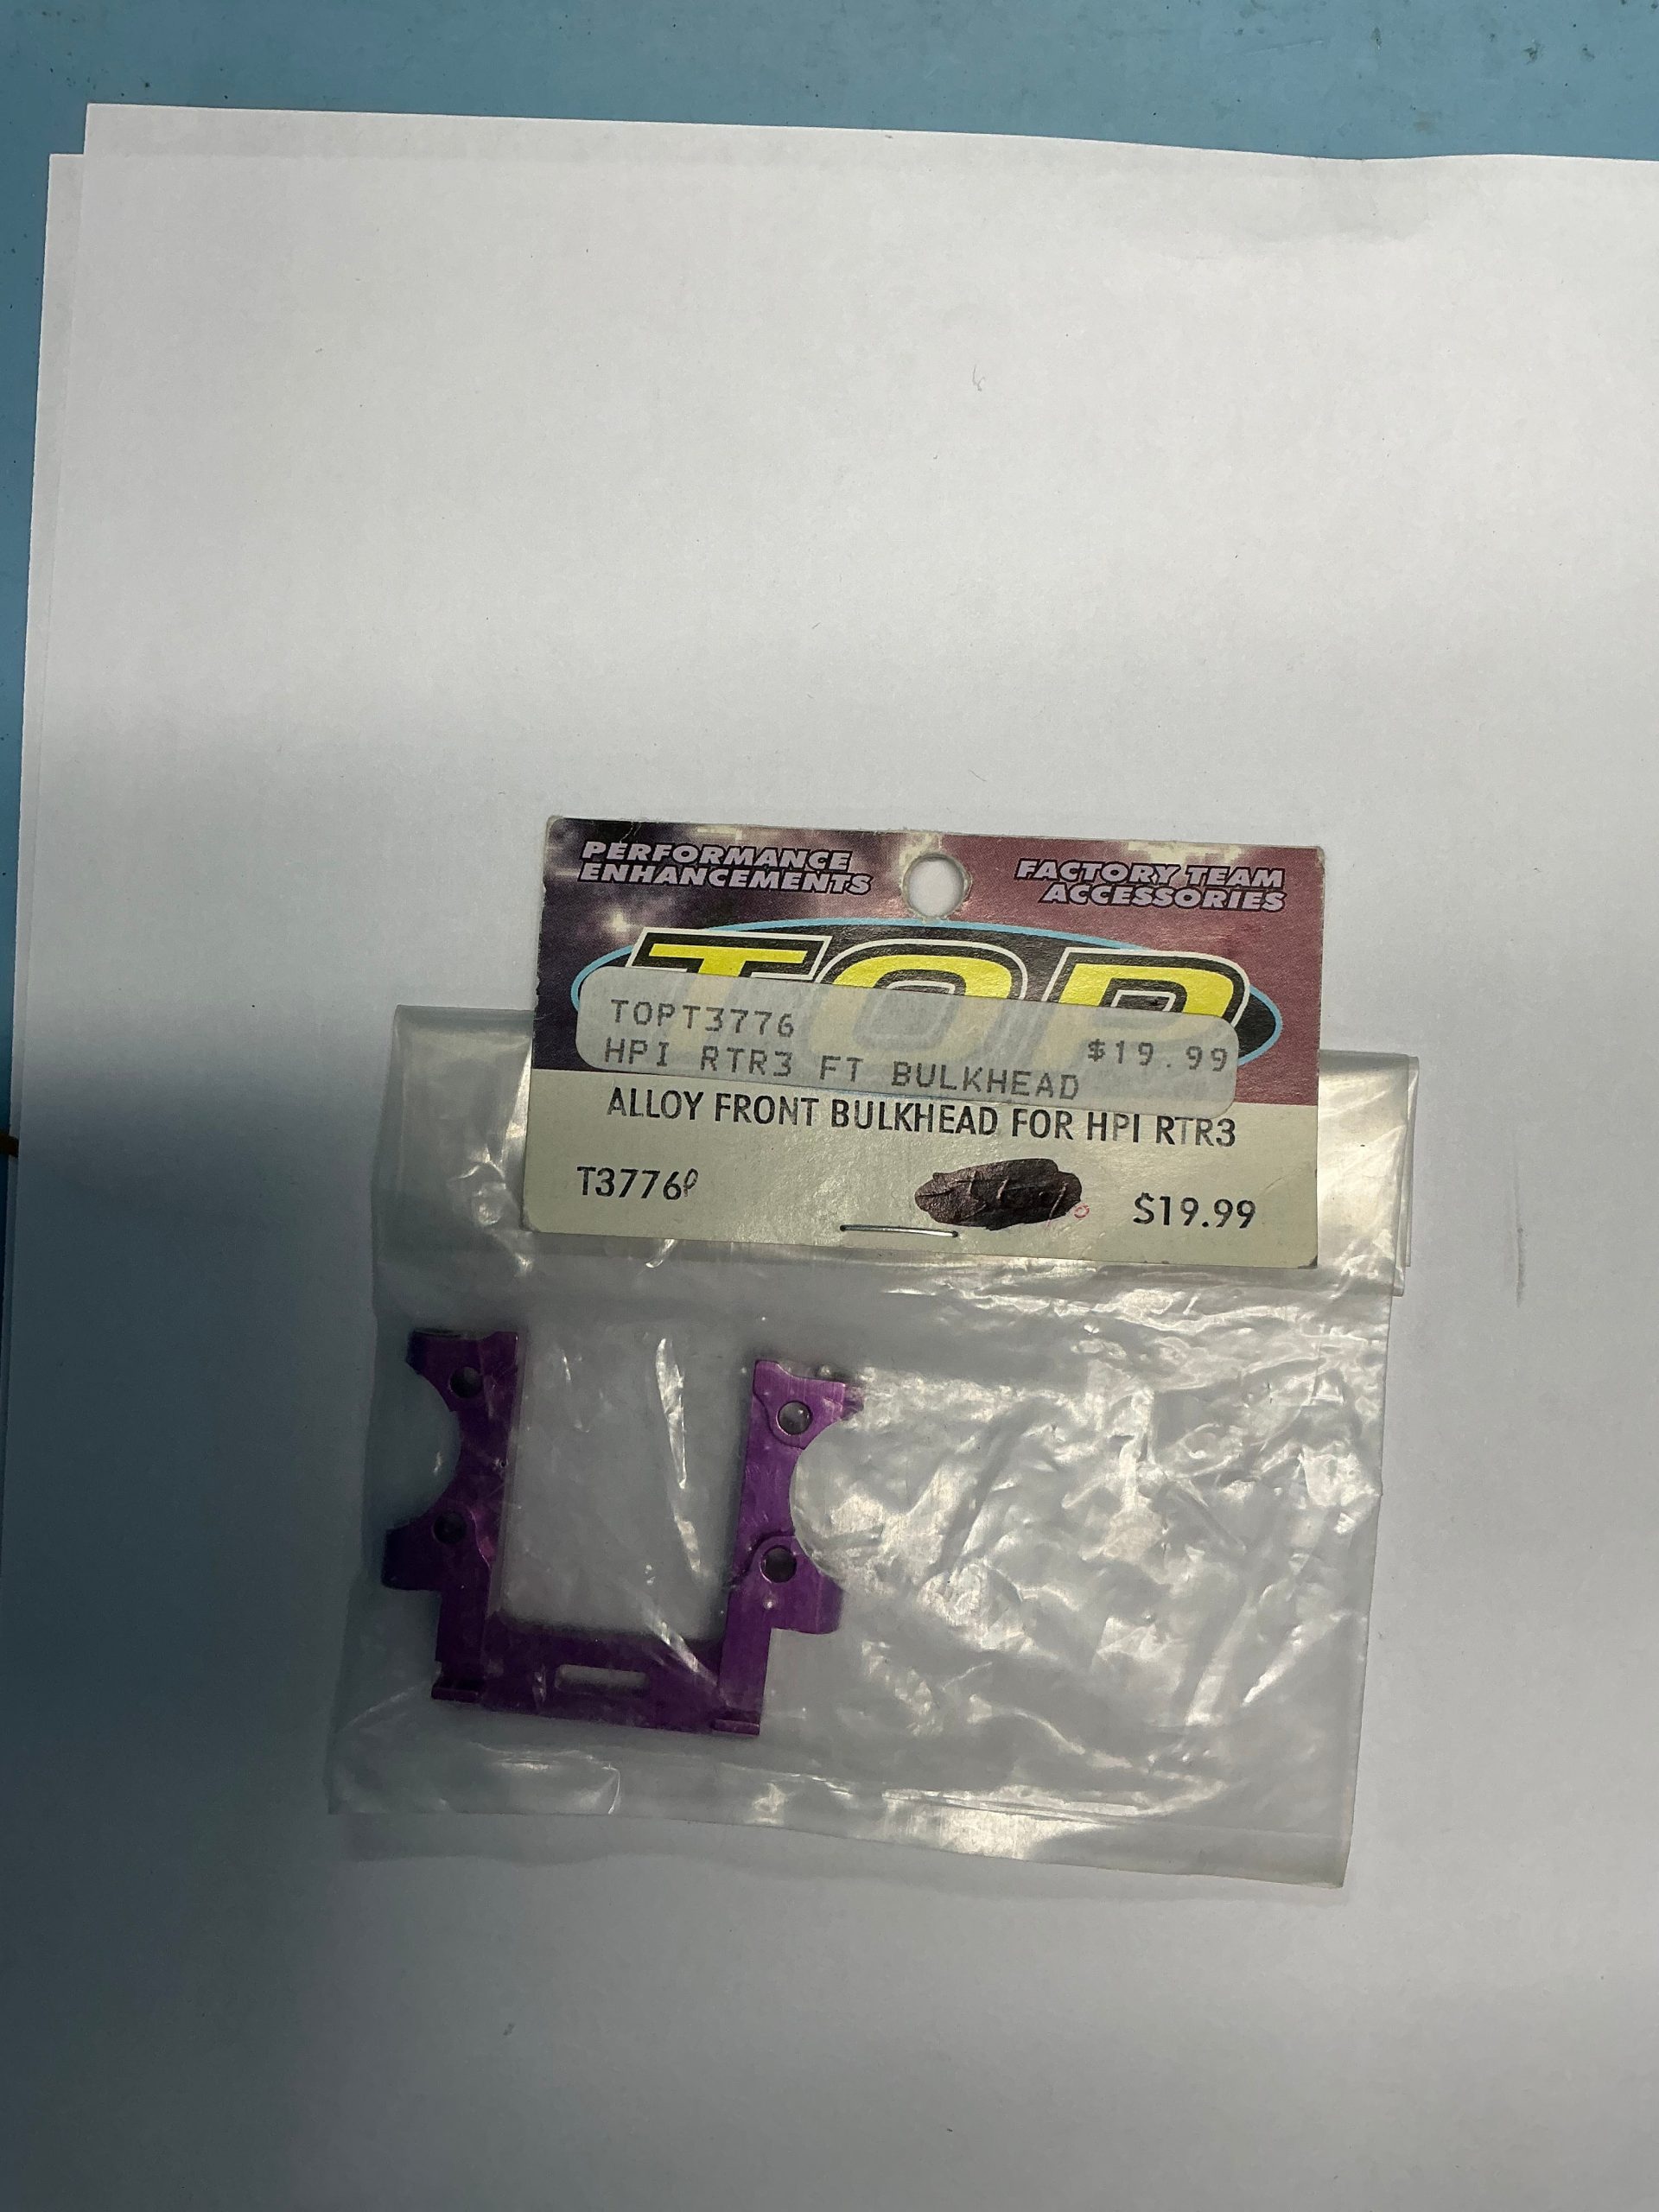 PERFORMANCE
ENHANCEMENTS
FACTORY TEAM
ACCESSORIES
TOP
TOPT3776
$19.99
HPI RTR3 FT BULKHEAD
ALLOY FRONT BULKHEAD FOR HPI RTR3
T3776P
$19.99